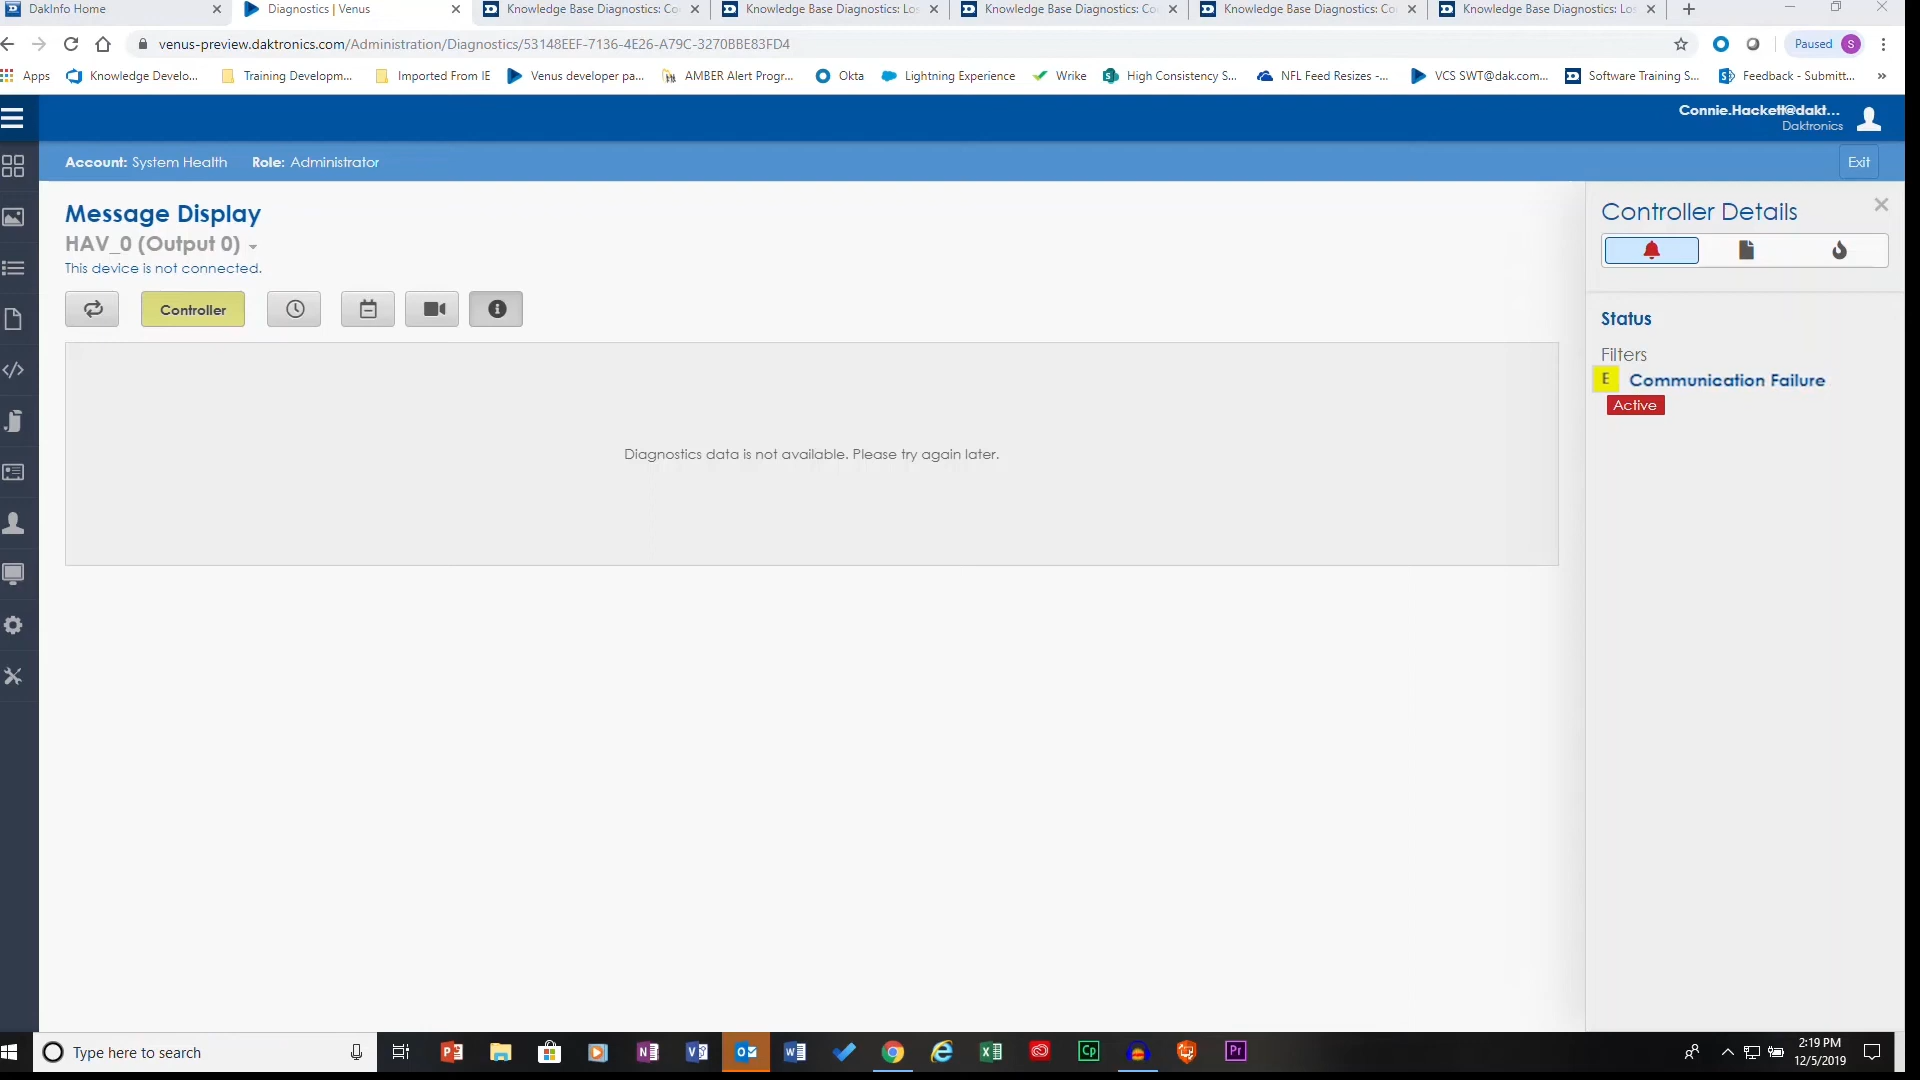 DakInfo Home
Diagnostics | Venus
Knowledge Base Diagnostics: Co
Knowledge Base Diagnostics: Los
Knowledge Base Diagnostics: Co
Knowledge Base Diagnostics: Co
Knowledge Base Diagnostics: Los
venus-preview.daktronics.com/Administration/Diagnostics/53148EEF-7136-4E26-A79C-3270BBE83FD4
Paused
S
Apps
Knowledge Develo...
Training Developm...
Imported From IE
Venus developer pa...
AMBER Alert Progr...
Okta
Lightning Experience
Wrike
High Consistency S...
NFL Feed Resizes -...
VCS SWT@dak.com...
Software Training S...
Feedback - Submitt...
»
Connie.Hackett@dakt...
Daktronics
Account: System Health Role: Administrator
Exit
Message Display
HAV_0 (Output 0)
This device is not connected.
Controller
Diagnostics data is not available. Please try again later.
Controller Details
Status
Filters
E Communication Failure
Active
Type here to search
2:19 PM
12/5/2019